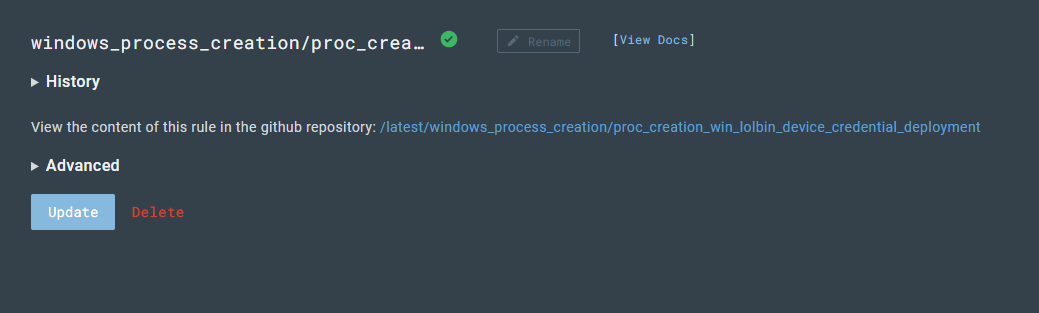 windows_process_creation/proc_crea… Rename [View Docs]
History
View the content of this rule in the github repository: /latest/windows_process_creation/proc_creation_win_lolbin_device_credential_deployment
Advanced
Update Delete